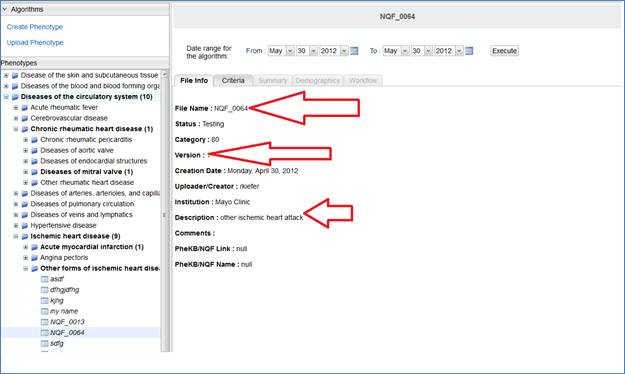 Algorithms
Create Phenotype
Upload Phenotype
Phenotypes
Diseases of the skin and subcutaneous tissue
Diseases of the blood and blood forming orga
Diseases of the circulatory system (10)
Acute rheumatic fever
Cerebrovascular disease
Chronic rheumatic heart disease (1)
Chronic rheumatic pericarditis
Diseases of aortic valve
Diseases of endocardial structures
Diseases of mitral valve (1)
Other rheumatic heart disease
Diseases of arteries, arterioles, and capilla
Diseases of pulmonary circulation
Diseases of veins and lymphatics
Hypertensive disease
Ischemic heart disease (9)
Acute myocardial infarction (1)
Angina pectoris
Other forms of ischemic heart disea
asdf
dfhgjdfhg
kjhg
my name
NQF_0013
NQF_0064
sdfg
NQF_0064
Date range for the algorithm: From : May 30 2012 To : May 30 2012 Execute
File Info Criteria Summary Demographics Workflow
File Name : NQF_0064
Status : Testing
Category : 80
Version :
Creation Date : Monday, April 30, 2012
Uploader/Creator : rkiefer
Institution : Mayo Clinic
Description : other ischemic heart attack
Comments :
PheKB/NQF Link : null
PheKB/NQF Name : null